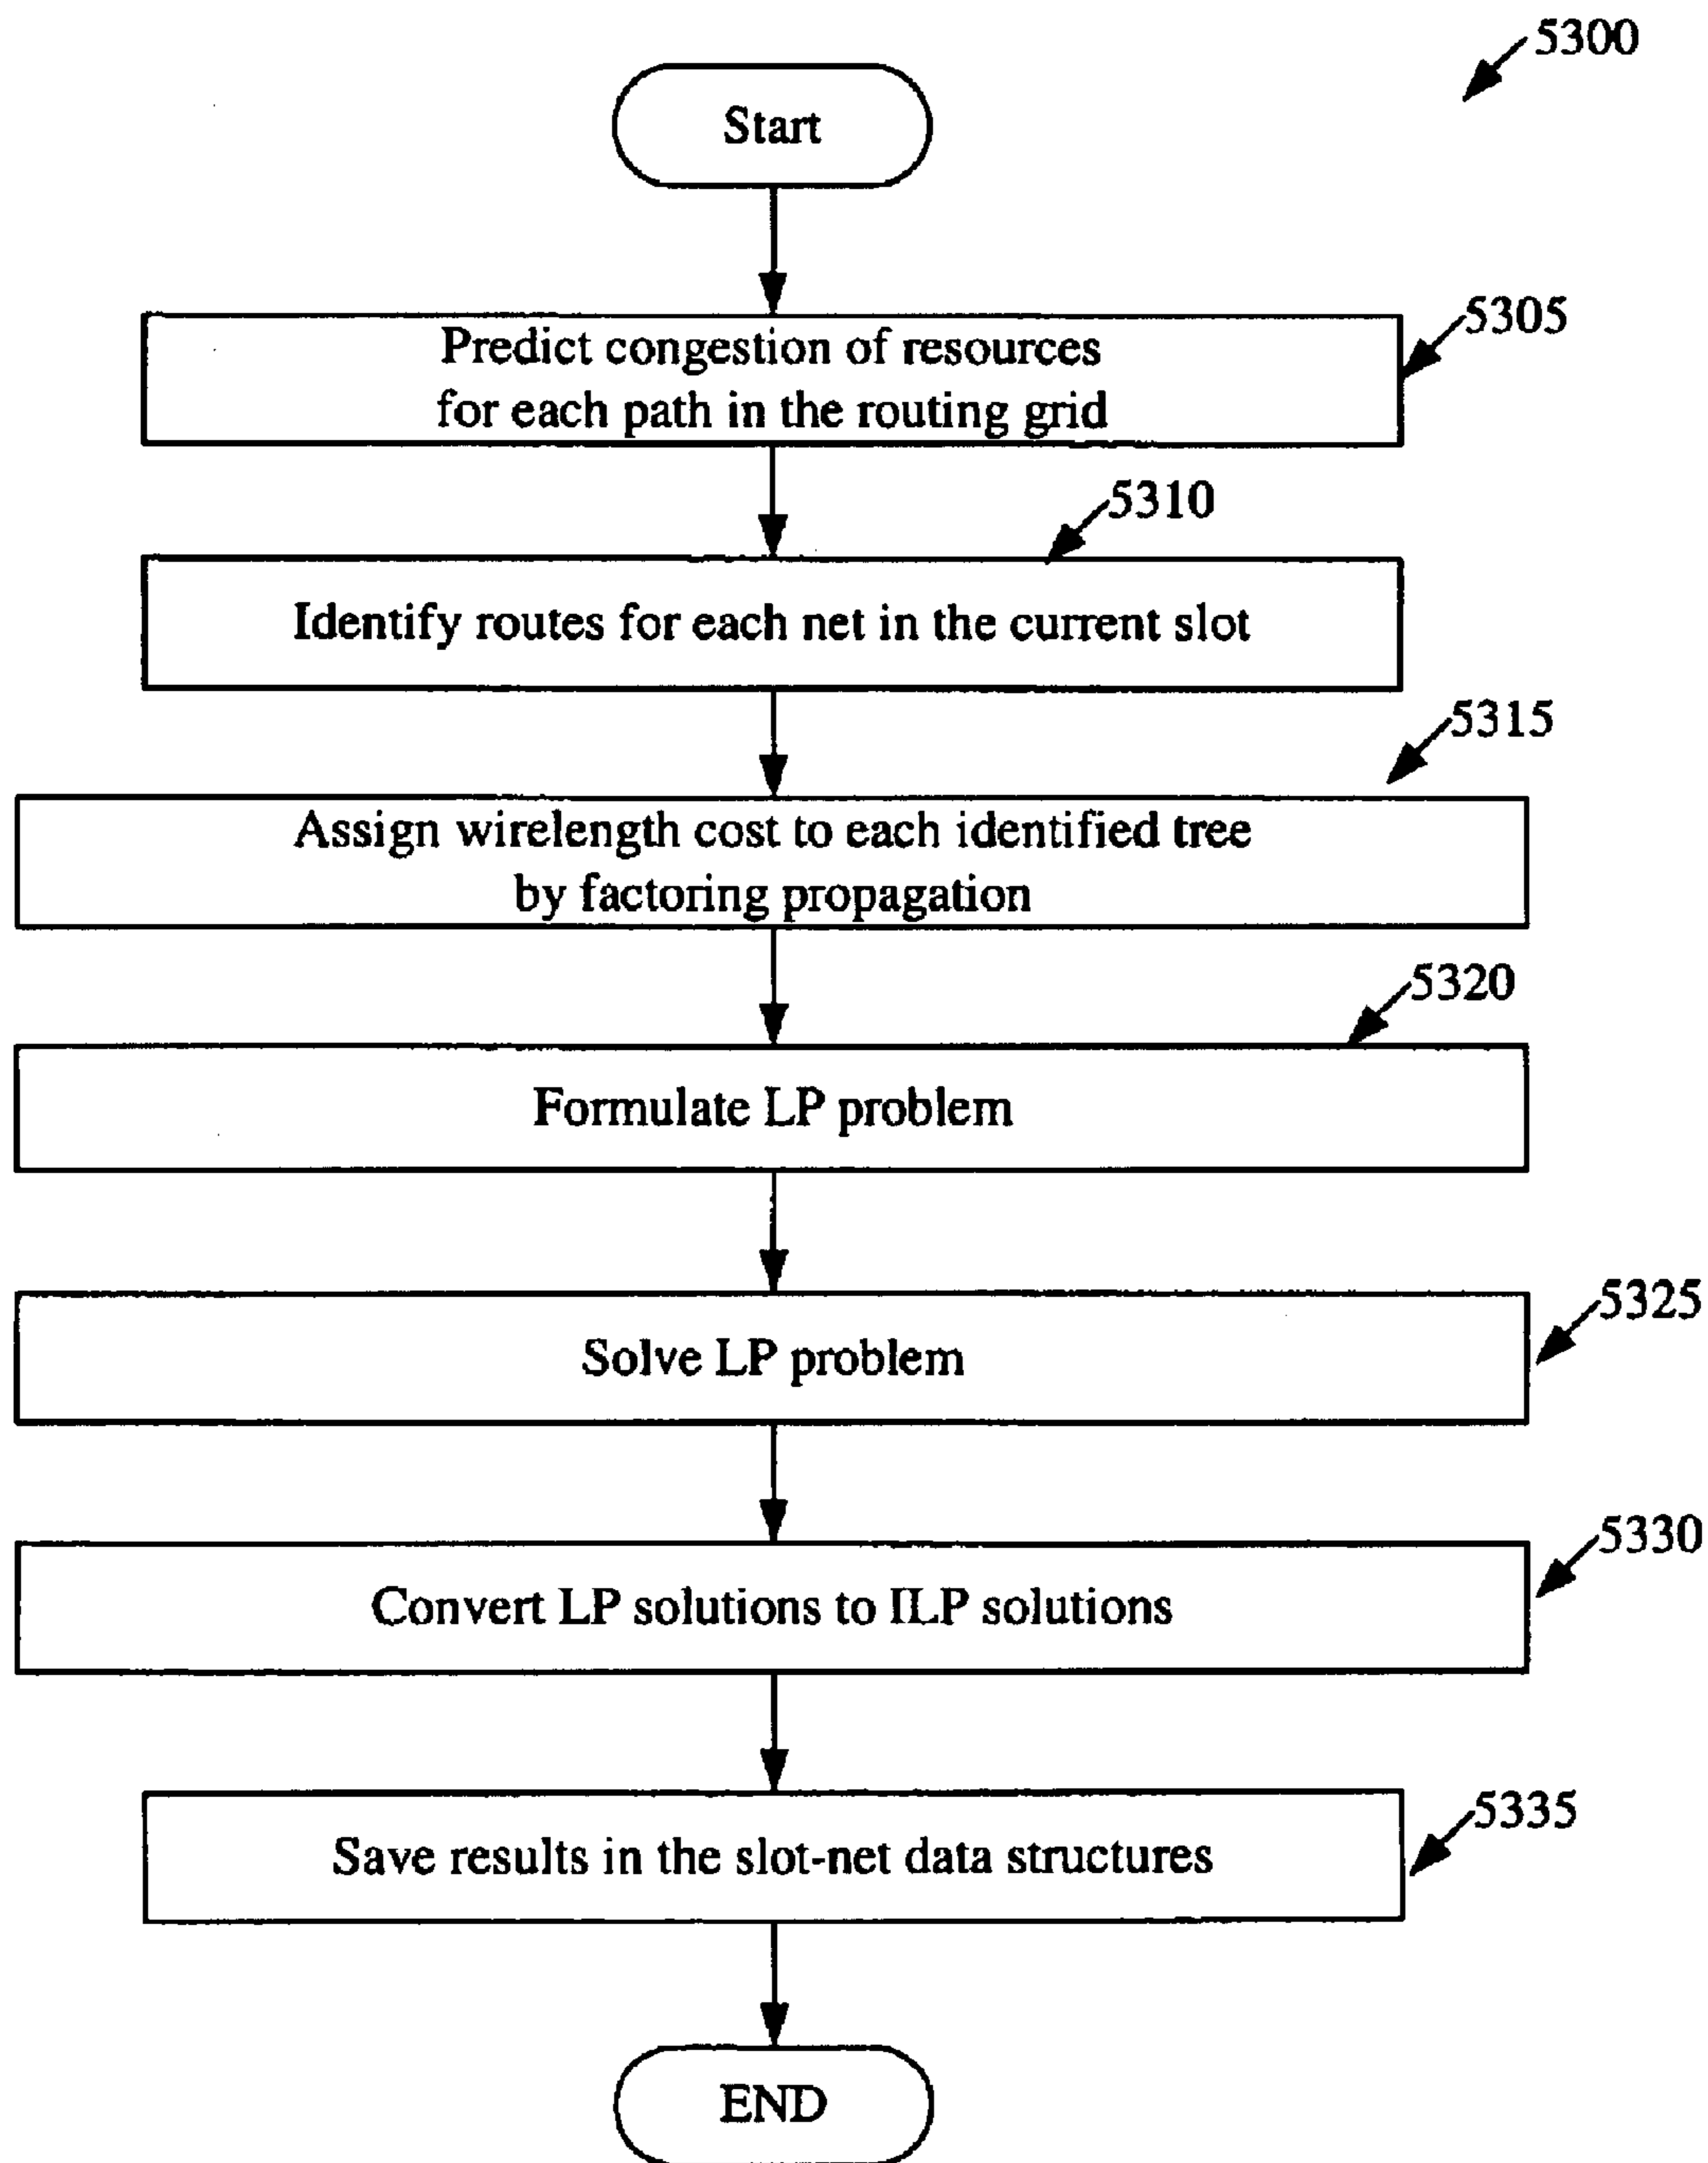 5300
Start
5305
Predict congestion of resources
for each path in the routing grid
5310
Identify routes for each net in the current slot
5315
Assign wirelength cost to each identified tree
by factoring propagation
5320
Formulate LP problem
5325
Solve LP problem
5330
Convert LP solutions to ILP solutions
5335
Save results in the slot-net data structures
END